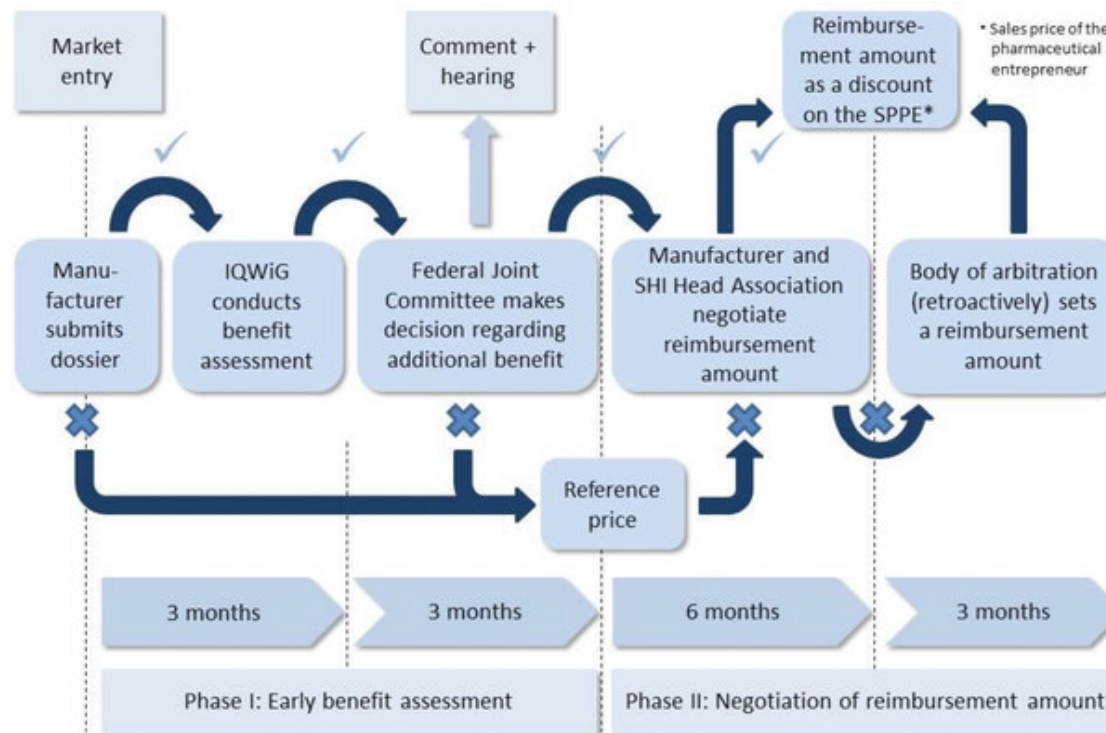 Market
entry
Comment +
hearing
Reimburse-
ment amount
as a discount
on the SPPE*
* Sales price of the
pharmaceutical
entrepreneur
Manu-
facturer
submits
dossier
IQWiG
conducts
benefit
assessment
Federal Joint
Committee makes
decision regarding
additional benefit
Manufacturer and
SHI Head Association
negotiate
reimbursement
amount
Body of arbitration
(retroactively) sets
a reimbursement
amount
Reference
price
3 months
3 months
6 months
3 months
Phase I: Early benefit assessment
Phase II: Negotiation of reimbursement amount